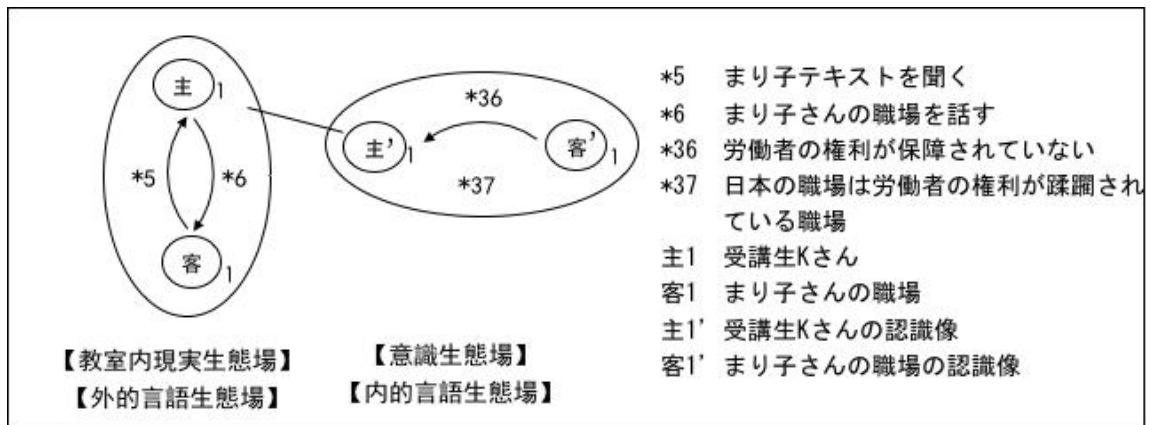 主1
*5
*6
客1
*36
主'1
客'1
*37
*5 まり子テキストを聞く
*6 まり子さんの職場を話す
*36 労働者の権利が保障されていない
*37 日本の職場は労働者の権利が蹂躙され
ている職場
主1 受講生Kさん
客1 まり子さんの職場
主1' 受講生Kさんの認識像
客1' まり子さんの職場の認識像
【教室内現実生態場】
【外的言語生態場】
【意識生態場】
【内的言語生態場】